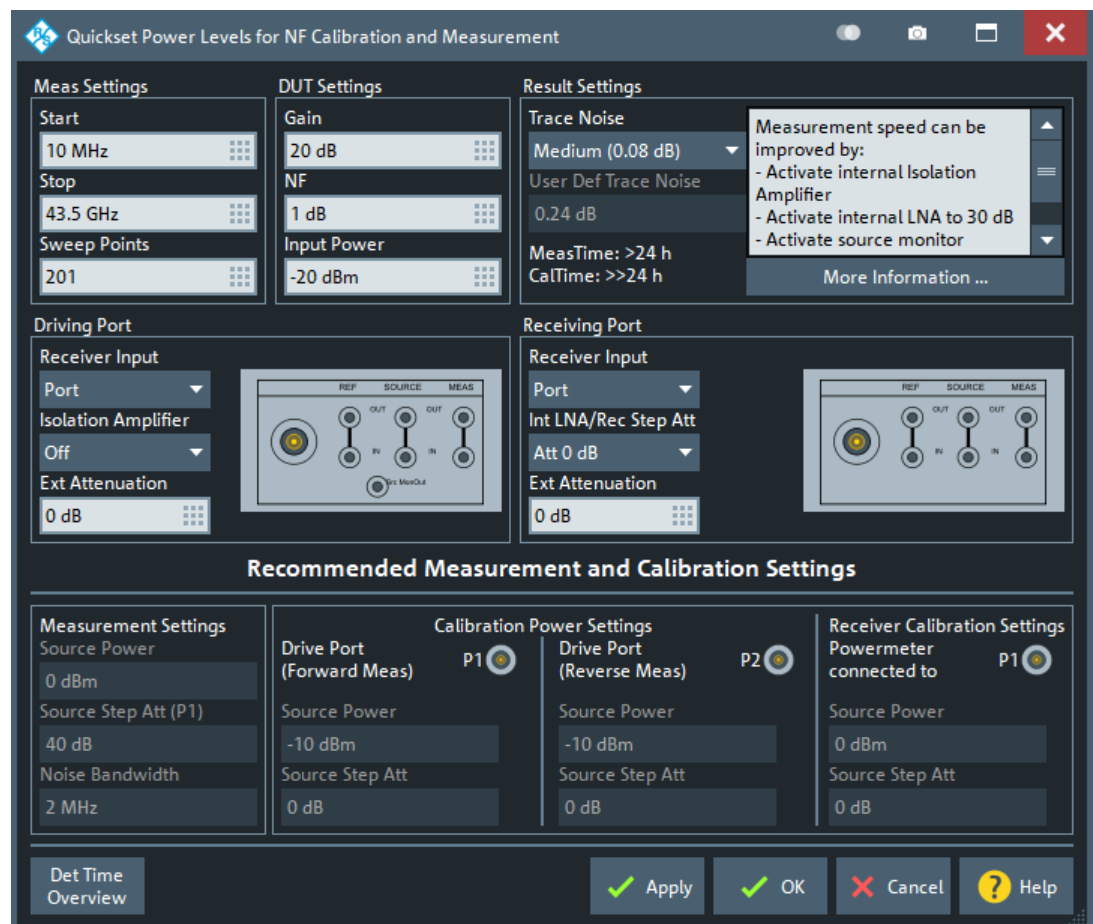 R&S Quickset Power Levels for NF Calibration and Measurement
Meas Settings
Start
10 MHz
Stop
43.5 GHz
Sweep Points
201
DUT Settings
Gain
20 dB
NF
1 dB
Input Power
-20 dBm
Result Settings
Trace Noise
Medium (0.08 dB)
User Def Trace Noise
0.24 dB
MeasTime: >24 h
CalTime: >>24 h
Measurement speed can be
improved by:
- Activate internal Isolation
Amplifier
- Activate internal LNA to 30 dB
- Activate source monitor
More Information ...
Driving Port
Receiver Input
Port
Isolation Amplifier
Off
Ext Attenuation
0 dB
REF SOURCE MEAS
OUT OUT
IN IN
Src MonOut
Receiving Port
Receiver Input
Port
Int LNA/Rec Step Att
Att 0 dB
Ext Attenuation
0 dB
REF SOURCE MEAS
OUT OUT
IN IN
Recommended Measurement and Calibration Settings
Measurement Settings
Source Power
0 dBm
Source Step Att (P1)
40 dB
Noise Bandwidth
2 MHz
Calibration Power Settings
Drive Port
(Forward Meas)
P1
Source Power
-10 dBm
Source Step Att
0 dB
Drive Port
(Reverse Meas)
P2
Source Power
-10 dBm
Source Step Att
0 dB
Receiver Calibration Settings
Powermeter
connected to
P1
Source Power
0 dBm
Source Step Att
0 dB
Det Time
Overview
Apply
OK
Cancel
? Help